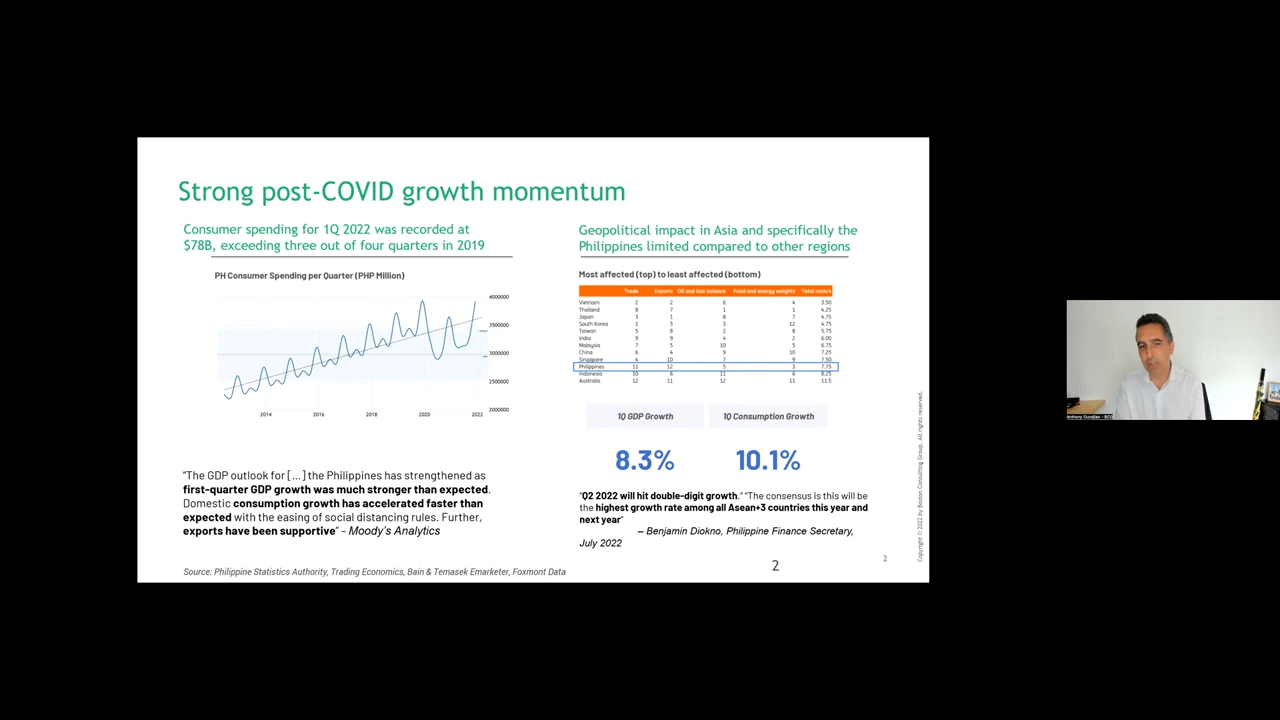 Strong post-COVID growth momentum
Consumer spending for 1Q 2022 was recorded at
$78B, exceeding three out of four quarters in 2019
PH Consumer Spending per Quarter (PHP Million)
4000000
3500000
3000000
2500000
2000000
2014 2016 2018 2020 2022
"The GDP outlook for [...] the Philippines has strengthened as
first-quarter GDP growth was much stronger than expected.
Domestic consumption growth has accelerated faster than
expected with the easing of social distancing rules. Further,
exports have been supportive" – Moody's Analytics
Geopolitical impact in Asia and specifically the
Philippines limited compared to other regions
Most affected (top) to least affected (bottom)
Trade Exports Oil and Gas balance Food and energy weights Total rank/4
Vietnam 2 2 6 4 3.50
Thailand 8 7 1 1 4.25
Japan 3 1 8 7 4.75
South Korea 1 3 3 12 4.75
Taiwan 5 8 2 8 5.75
India 9 9 4 2 6.00
Malaysia 7 5 10 5 6.75
China 6 4 9 10 7.25
Singapore 4 10 7 9 7.50
Philippines 11 12 5 3 7.75
Indonesia 10 6 11 6 8.25
Australia 12 11 12 11 11.5
1Q GDP Growth 1Q Consumption Growth
8.3% 10.1%
"Q2 2022 will hit double-digit growth." "The consensus is this will be
the highest growth rate among all Asean+3 countries this year and
next year"
– Benjamin Diokno, Philippine Finance Secretary,
July 2022
Source: Philippine Statistics Authority, Trading Economics, Bain & Temasek Emarketer, Foxmont Data
2
2
Copyright © 2022 by Boston Consulting Group. All rights reserved.
Anthony Oundjian - BCG